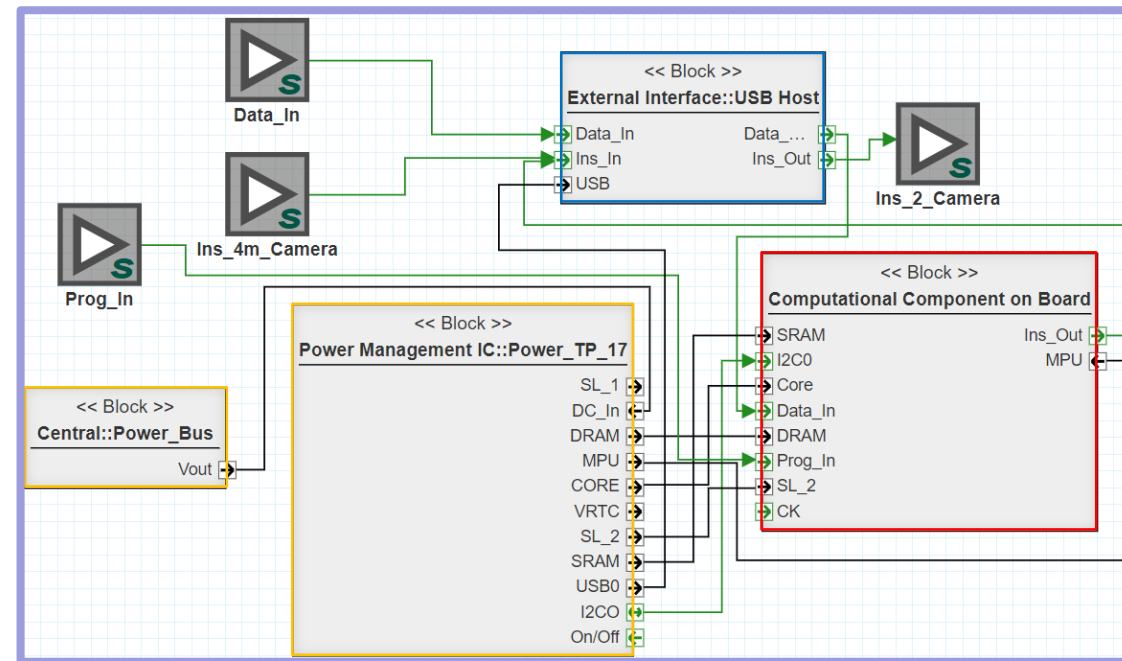 S
Data_In
S
Ins_4m_Camera
S
Prog_In
<< Block >>
External Interface::USB Host
Data_In
Data_...
Ins_In
Ins_Out
USB
S
Ins_2_Camera
<< Block >>
Central::Power_Bus
Vout
<< Block >>
Power Management IC::Power_TP_17
SL_1
DC_In
DRAM
MPU
CORE
VRTC
SL_2
SRAM
USB0
I2CO
On/Off
<< Block >>
Computational Component on Board
SRAM
Ins_Out
I2C0
MPU
Core
Data_In
DRAM
Prog_In
SL_2
CK